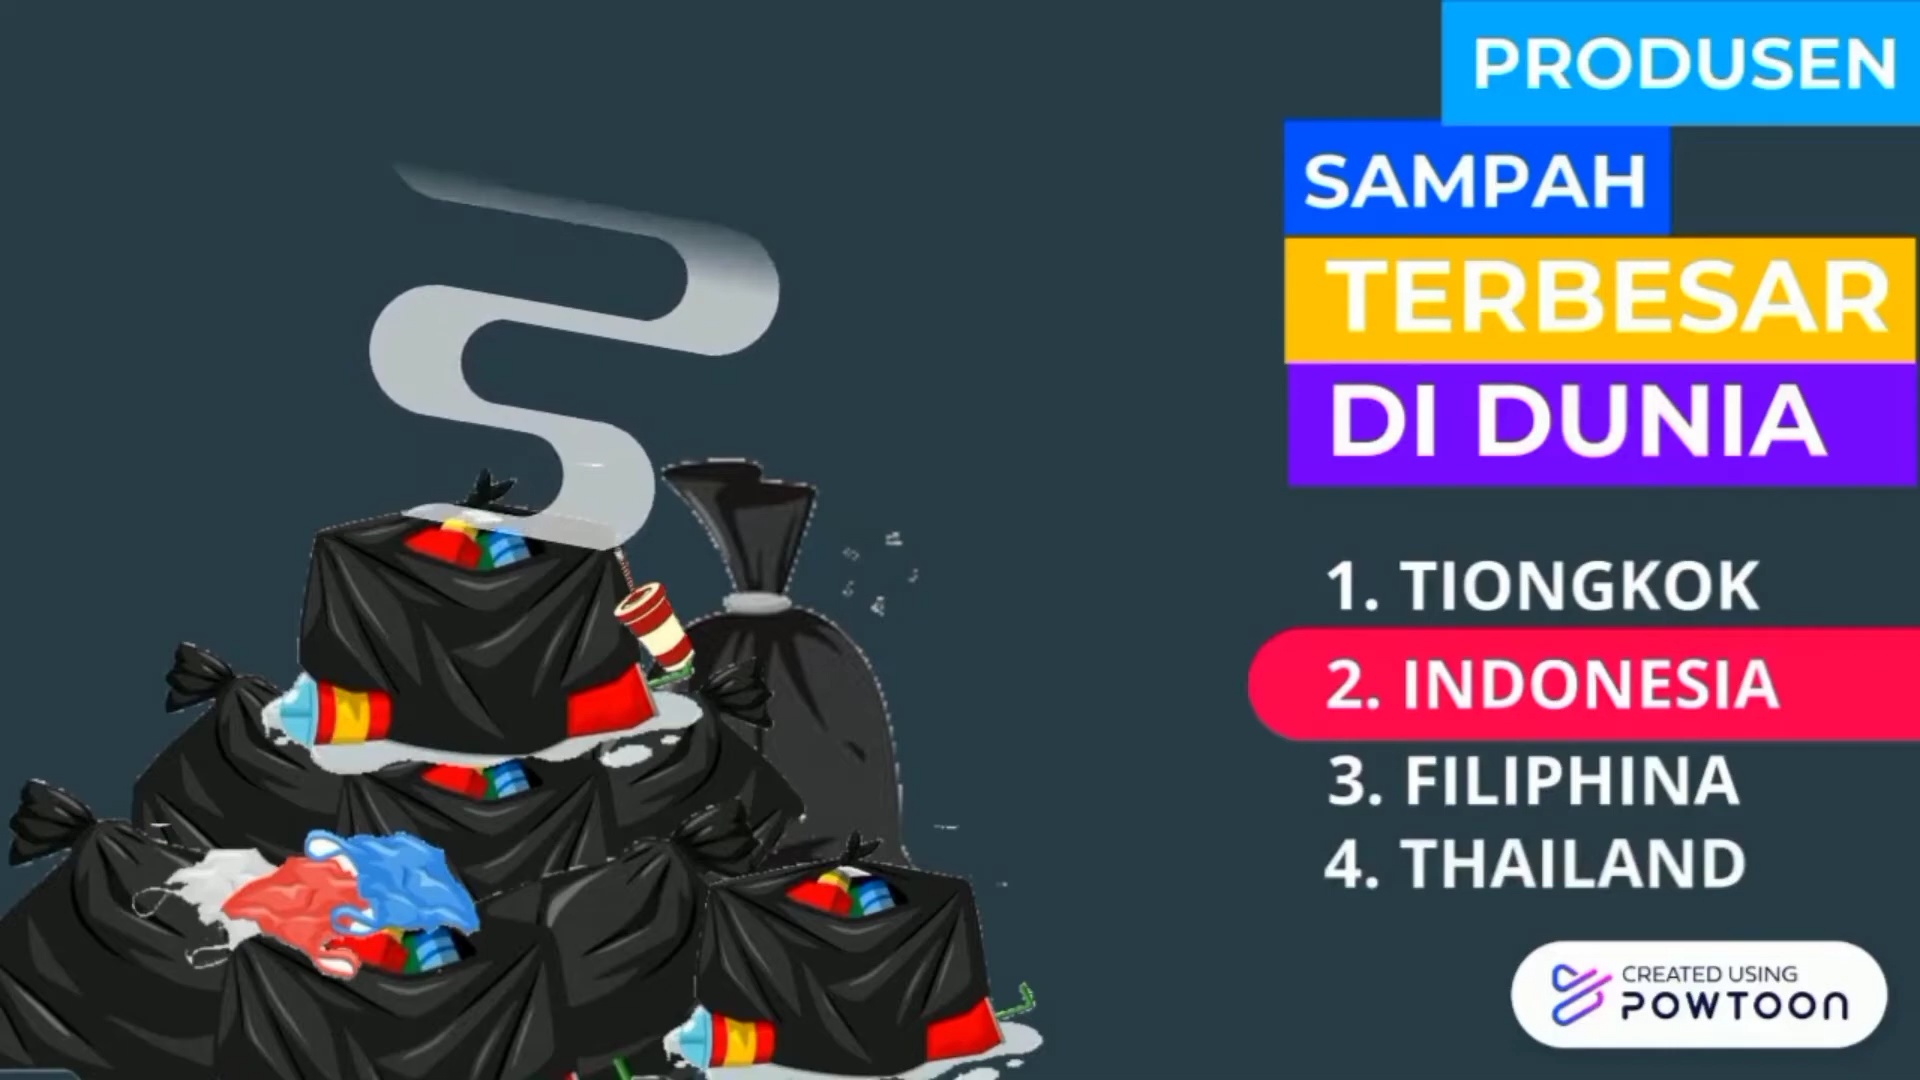 PRODUSEN
SAMPAH
TERBESAR
DI DUNIA
1. TIONGKOK
2. INDONESIA
3. FILIPHINA
4. THAILAND
CREATED USING
POWTOON